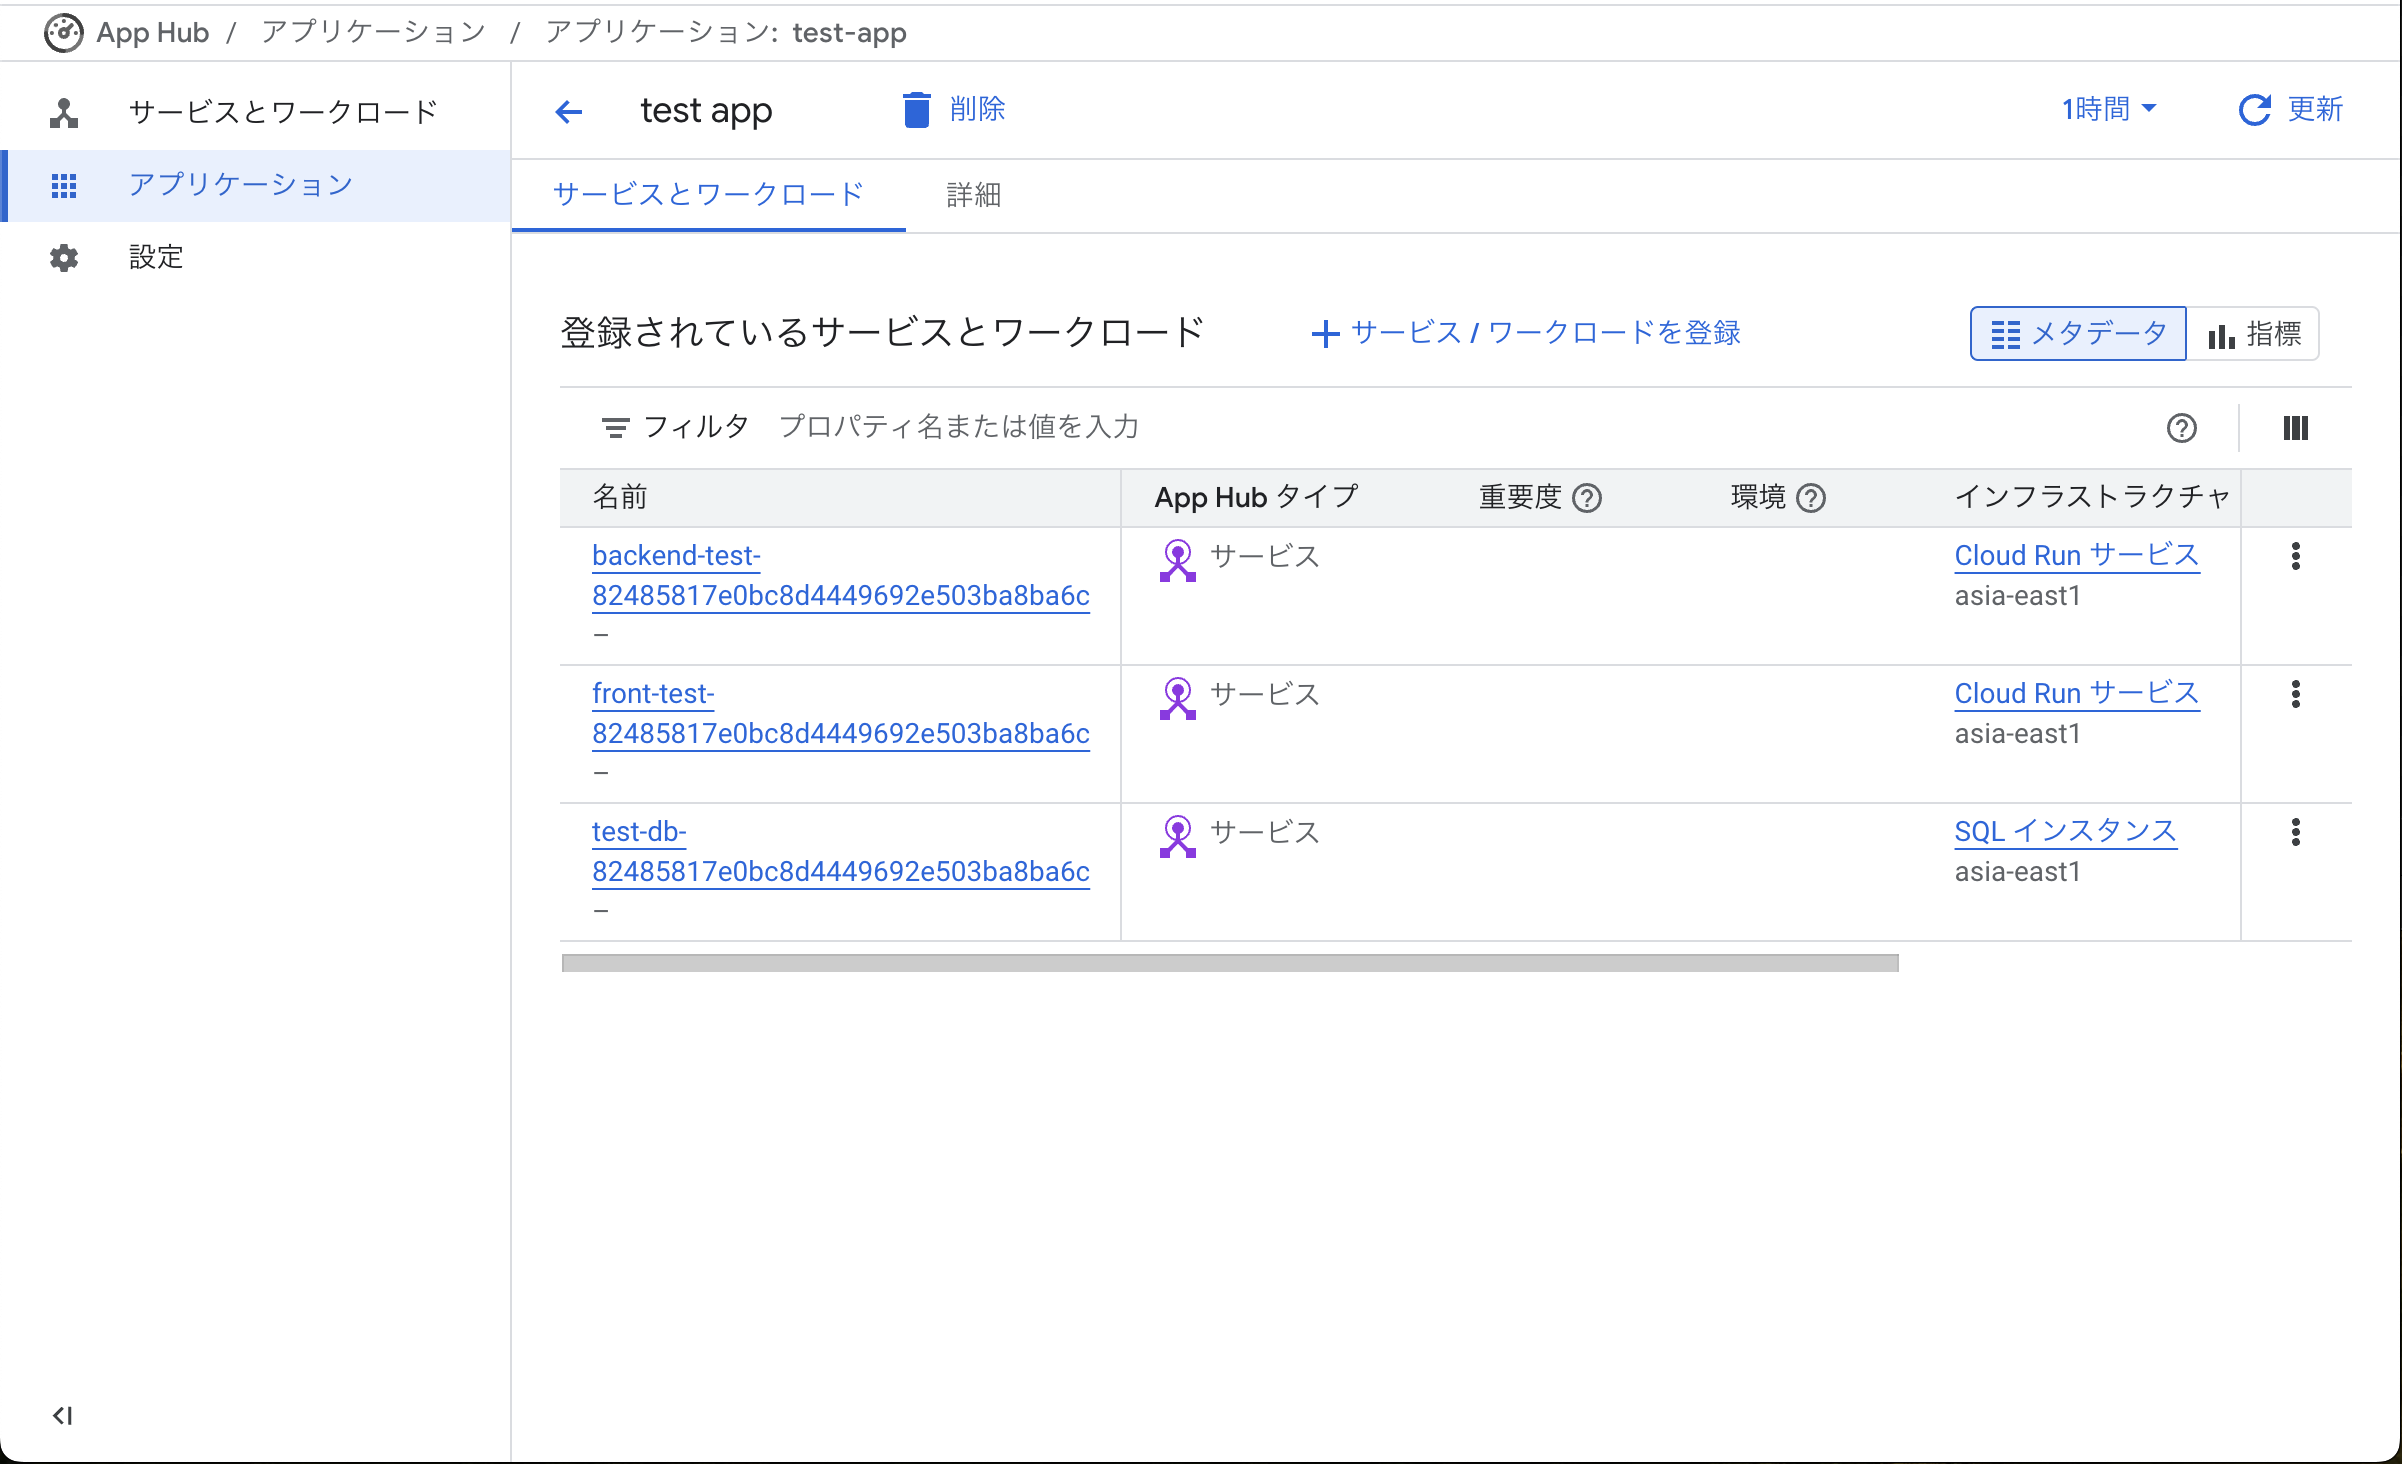 App Hub / アプリケーション / アプリケーション: test-app
サービスとワークロード
アプリケーション
設定
test app 削除 1時間 更新
サービスとワークロード 詳細
登録されているサービスとワークロード サービス / ワークロードを登録 メタデータ 指標
フィルタ プロパティ名または値を入力
名前 App Hub タイプ 重要度 環境 インフラストラクチャ
backend-test- サービス Cloud Run サービス
82485817e0bc8d4449692e503ba8ba6c asia-east1
–
front-test- サービス Cloud Run サービス
82485817e0bc8d4449692e503ba8ba6c asia-east1
–
test-db- サービス SQL インスタンス
82485817e0bc8d4449692e503ba8ba6c asia-east1
–